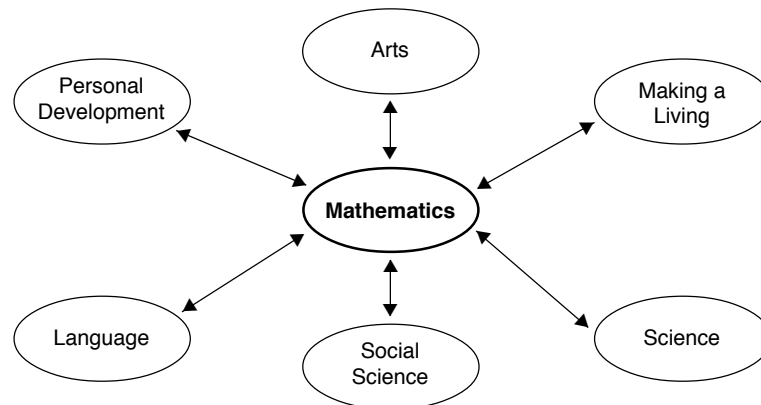 Arts
Personal
Development
Making a
Living
Mathematics
Language
Social
Science
Science